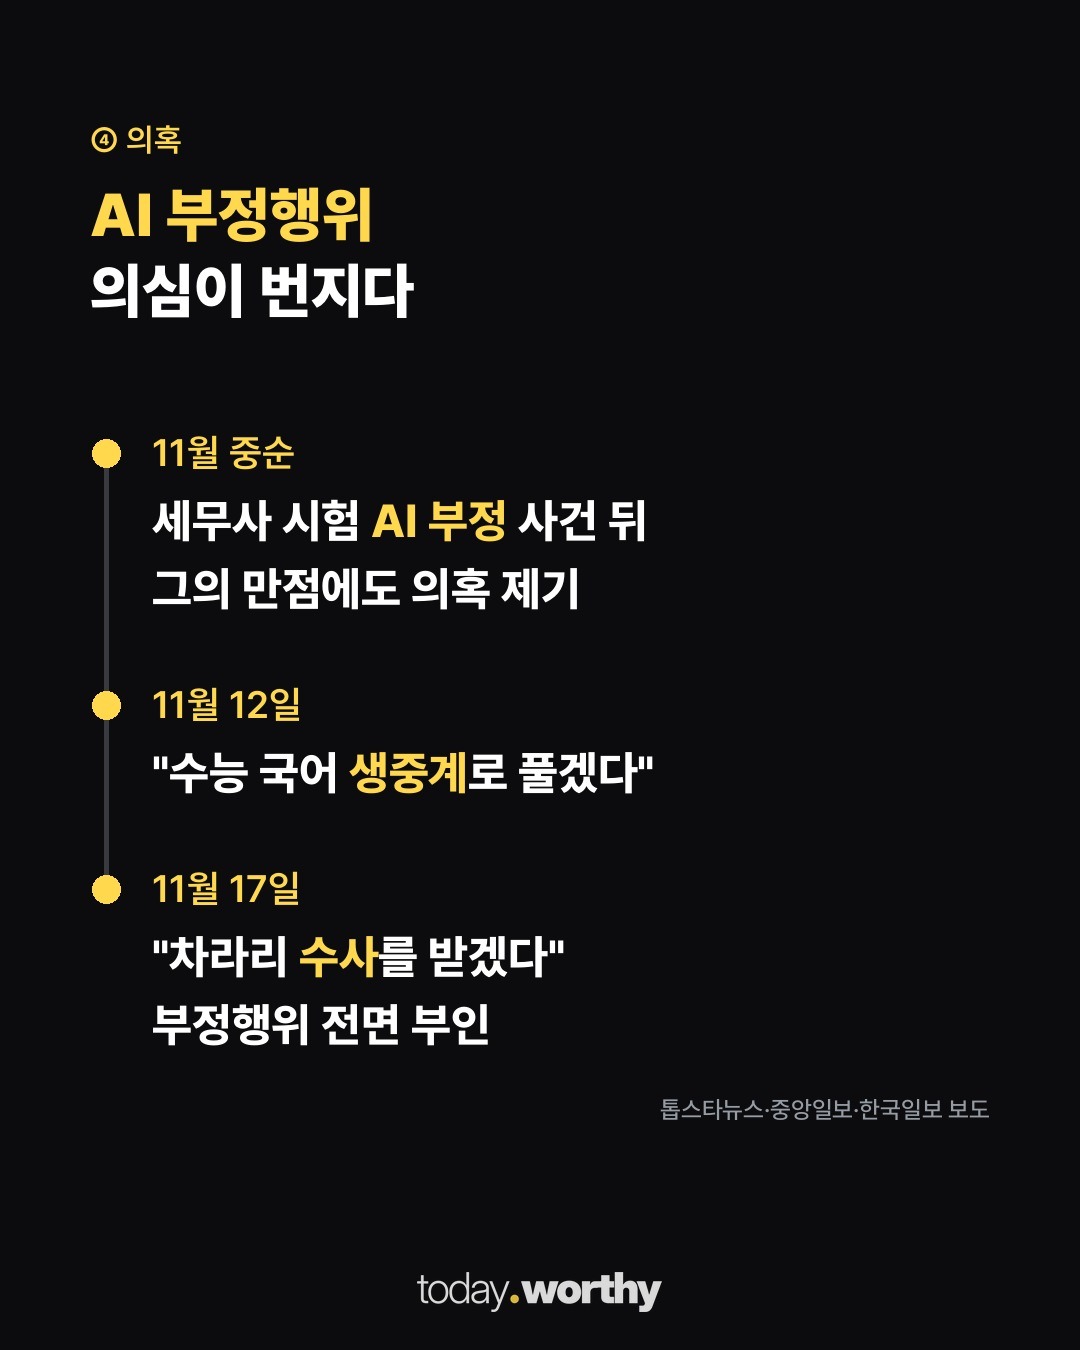 ④ 의혹
AI 부정행위
의심이 번지다
11월 중순
세무사 시험 AI 부정 사건 뒤
그의 만점에도 의혹 제기
11월 12일
"수능 국어 생중계로 풀겠다"
11월 17일
"차라리 수사를 받겠다"
부정행위 전면 부인
톱스타뉴스·중앙일보·한국일보 보도
today.worthy